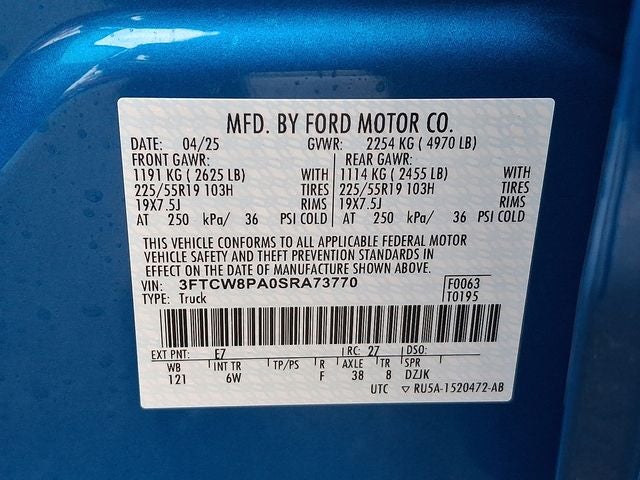 MFD. BY FORD MOTOR CO.
DATE: 04/25 GVWR: 2254 KG ( 4970 LB)
FRONT GAWR: REAR GAWR:
1191 KG ( 2625 LB) WITH 1114 KG ( 2455 LB) WITH
225/55R19 103H TIRES 225/55R19 103H TIRES
19X7.5J RIMS 19X7.5J RIMS
AT 250 kPa/ 36 PSI COLD AT 250 kPa/ 36 PSI COLD
THIS VEHICLE CONFORMS TO ALL APPLICABLE FEDERAL MOTOR
VEHICLE SAFETY AND THEFT PREVENTION STANDARDS IN
EFFECT ON THE DATE OF MANUFACTURE SHOWN ABOVE.
VIN: 3FTCW8PA0SRA73770 F0063
TYPE: Truck T0195
EXT PNT: E7 RC: 27 DSO:
WB INT TR TP/PS R AXLE TR SPR
121 6W F 38 8 DZJK
UTC ▽ RU5A-1520472-AB